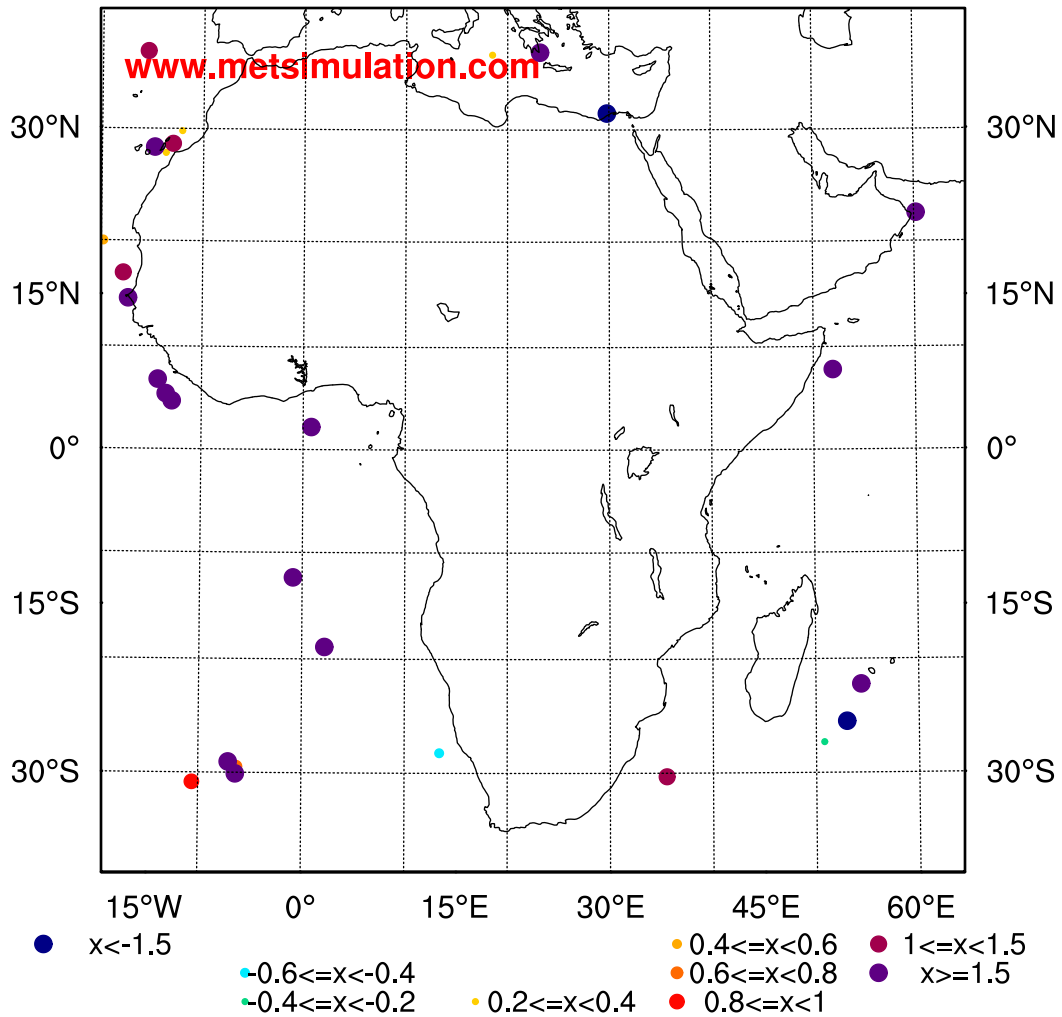 www.metsimulation.com
30°N 30°N
15°N 15°N
0° 0°
15°S 15°S
30°S 30°S
15°W 0° 15°E 30°E 45°E 60°E
x<-1.5 0.4<=x<0.6 1<=x<1.5
-0.6<=x<-0.4 0.6<=x<0.8 x>=1.5
-0.4<=x<-0.2 0.2<=x<0.4 0.8<=x<1